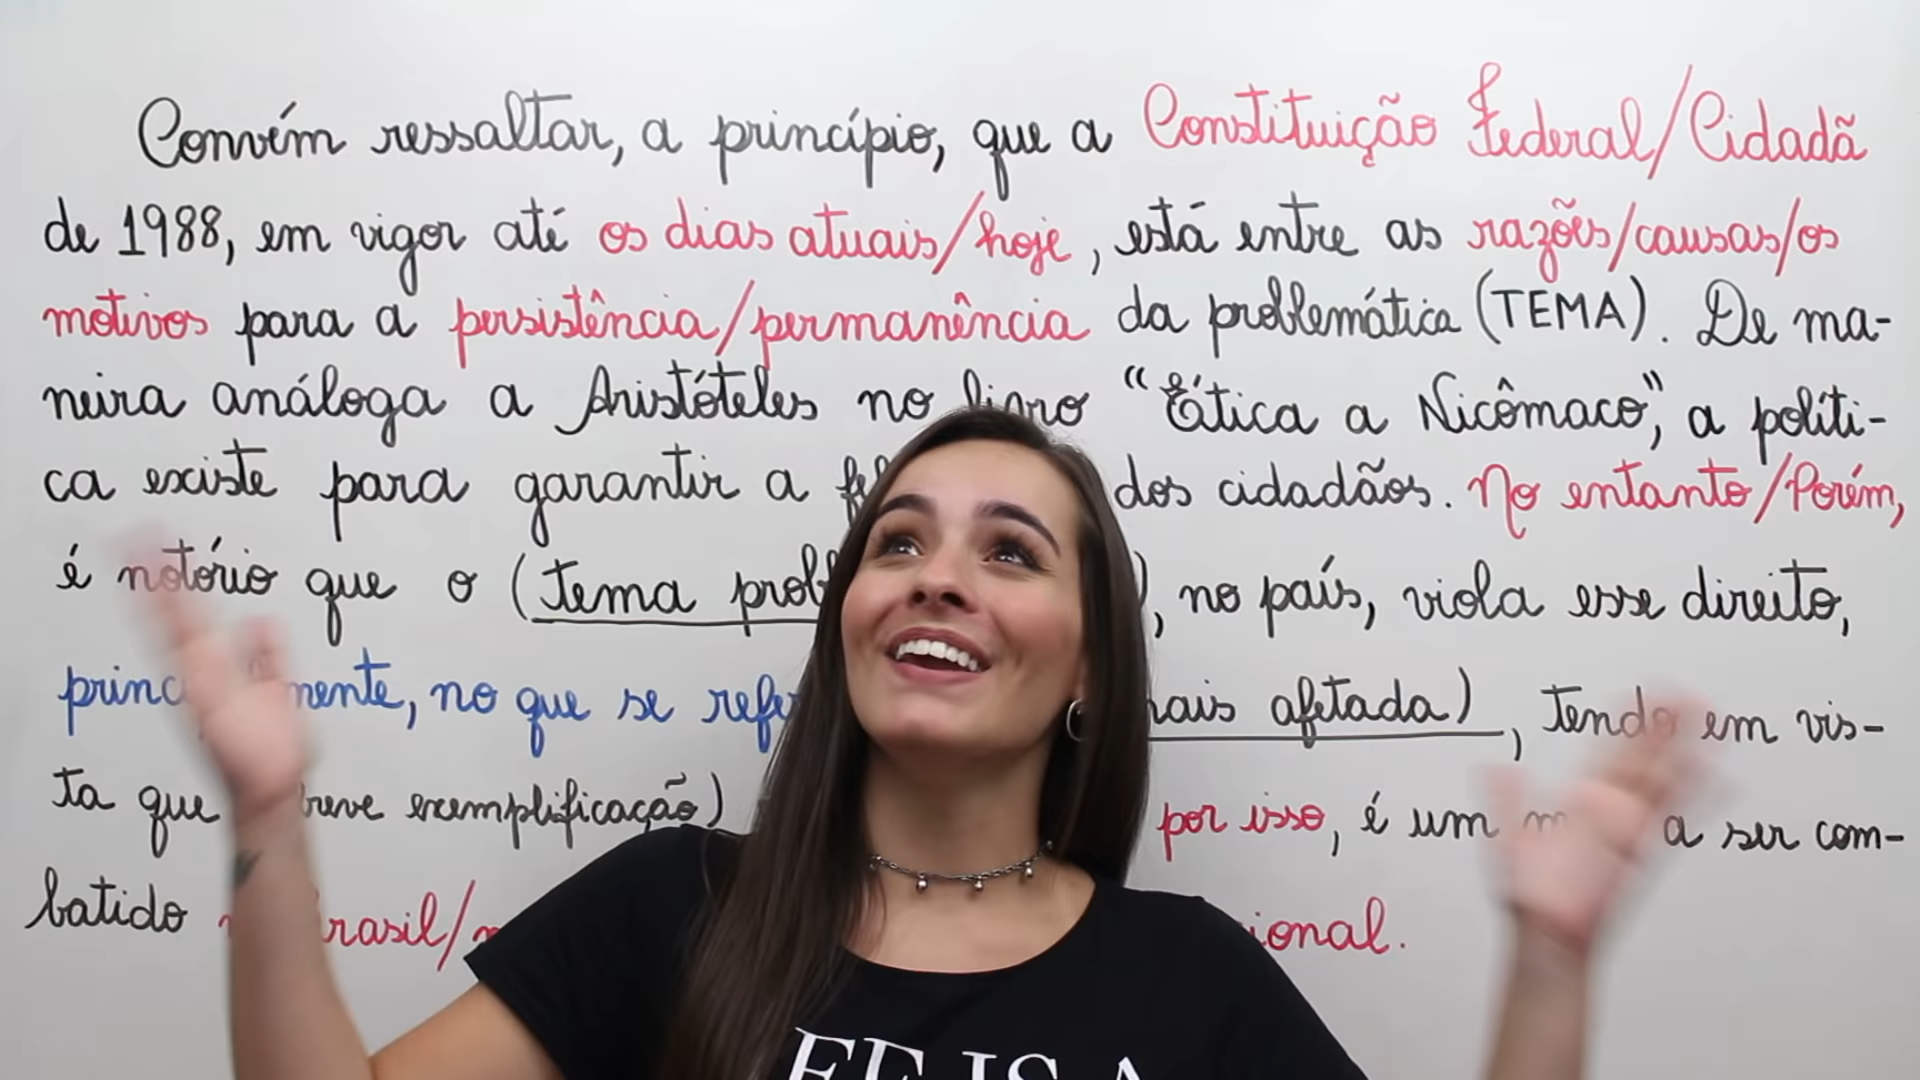 Convém ressaltar, a princípio, que a Constituição Federal/Cidadã
de 1988, em vigor até os dias atuais/hoje, está entre as razões/causas/os
motivos para a persistência/permanência da problemática (TEMA). De ma-
neira análoga a Aristóteles no livro "Ética a Nicômaco", a políti-
ca existe para garantir a dos cidadãos. No entanto/Porém,
é notório que o (tema , no país, viola esse direito,
no que se afetada), tendo em vis-
ta que breve exemplificação) por isso, é um a ser com-
batido